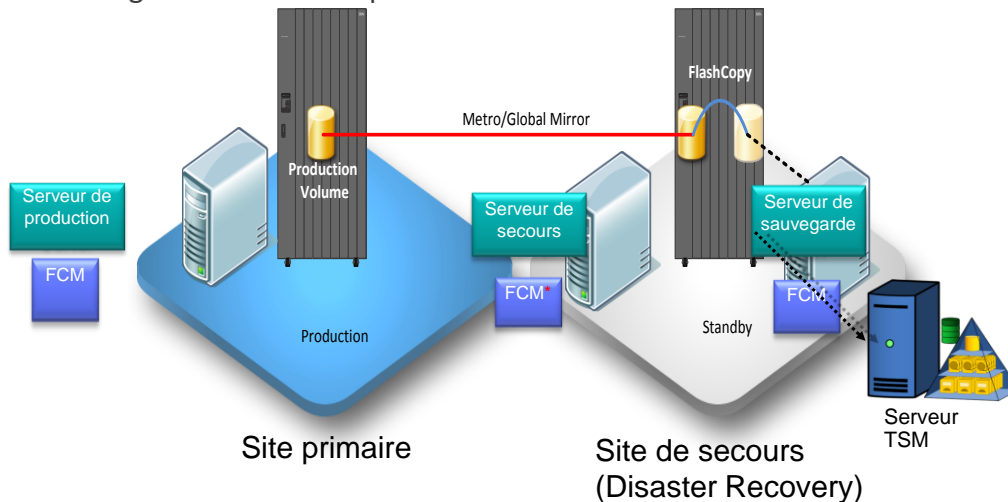 FlashCopy
Metro/Global Mirror
Production
Volume
Serveur de
production
FCM
Serveur de
secours
FCM*
Serveur de
sauvegarde
FCM
Production
Standby
Serveur
TSM
Site primaire
Site de secours
(Disaster Recovery)